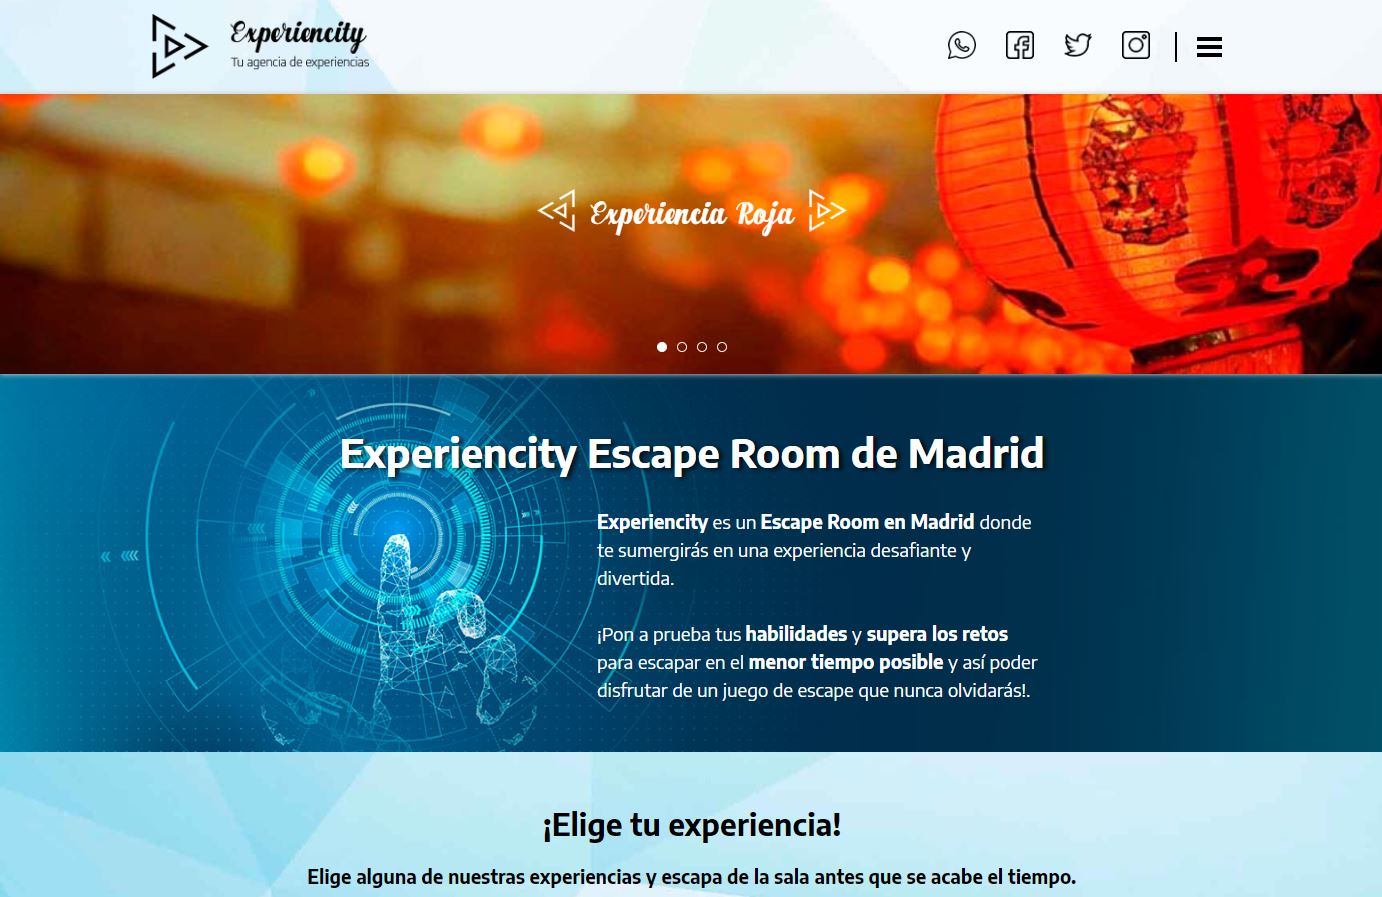 Experiencity
Tu agencia de experiencias
Experiencia Roja
Experiencity Escape Room de Madrid
Experiencity es un Escape Room en Madrid donde
te sumergirás en una experiencia desafiante y
divertida.
¡Pon a prueba tus habilidades y supera los retos
para escapar en el menor tiempo posible y así poder
disfrutar de un juego de escape que nunca olvidarás!.
¡Elige tu experiencia!
Elige alguna de nuestras experiencias y escapa de la sala antes que se acabe el tiempo.